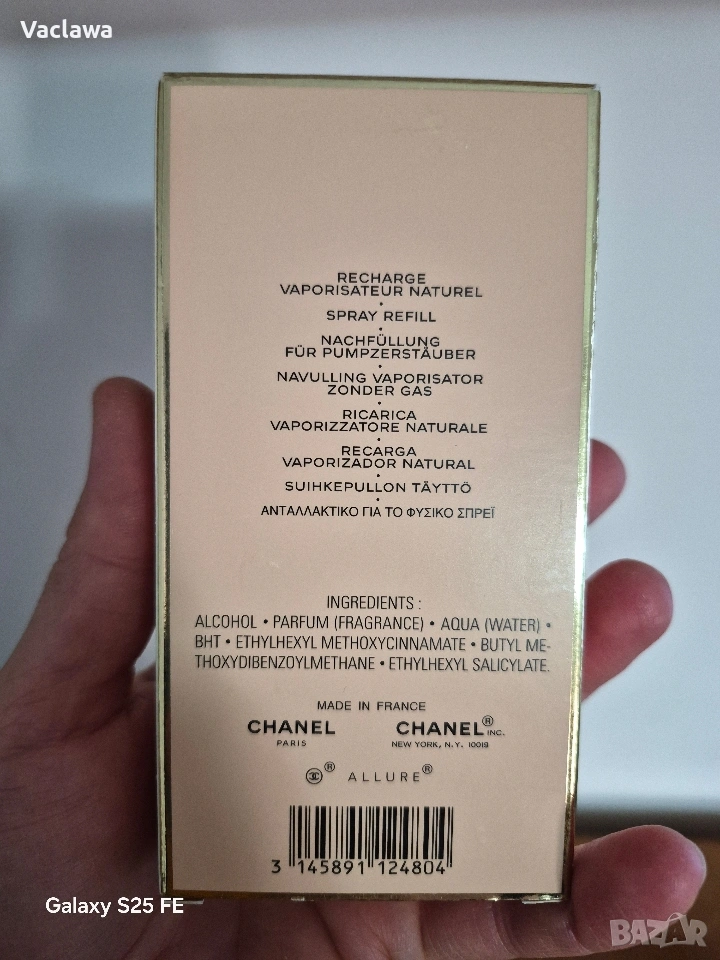 Vaclawa
RECHARGE
VAPORISATEUR NATUREL
•
SPRAY REFILL
•
NACHFÜLLUNG
FÜR PUMPZERSTÄUBER
•
NAVULLING VAPORISATOR
ZONDER GAS
•
RICARICA
VAPORIZZATORE NATURALE
•
RECARGA
VAPORIZADOR NATURAL
•
SUIHKEPULLON TÄYTTÖ
•
ΑΝΤΑΛΛΑΚΤΙΚΟ ΓΙΑ ΤΟ ΦΥΣΙΚΟ ΣΠΡΕΪ
INGREDIENTS :
ALCOHOL • PARFUM (FRAGRANCE) • AQUA (WATER) •
BHT • ETHYLHEXYL METHOXYCINNAMATE • BUTYL ME-
THOXYDIBENZOYLMETHANE • ETHYLHEXYL SALICYLATE.
MADE IN FRANCE
CHANEL CHANEL® INC.
PARIS NEW YORK, N.Y. 10019
® ALLURE®
3 145891 124804
Galaxy S25 FE
BAZAR